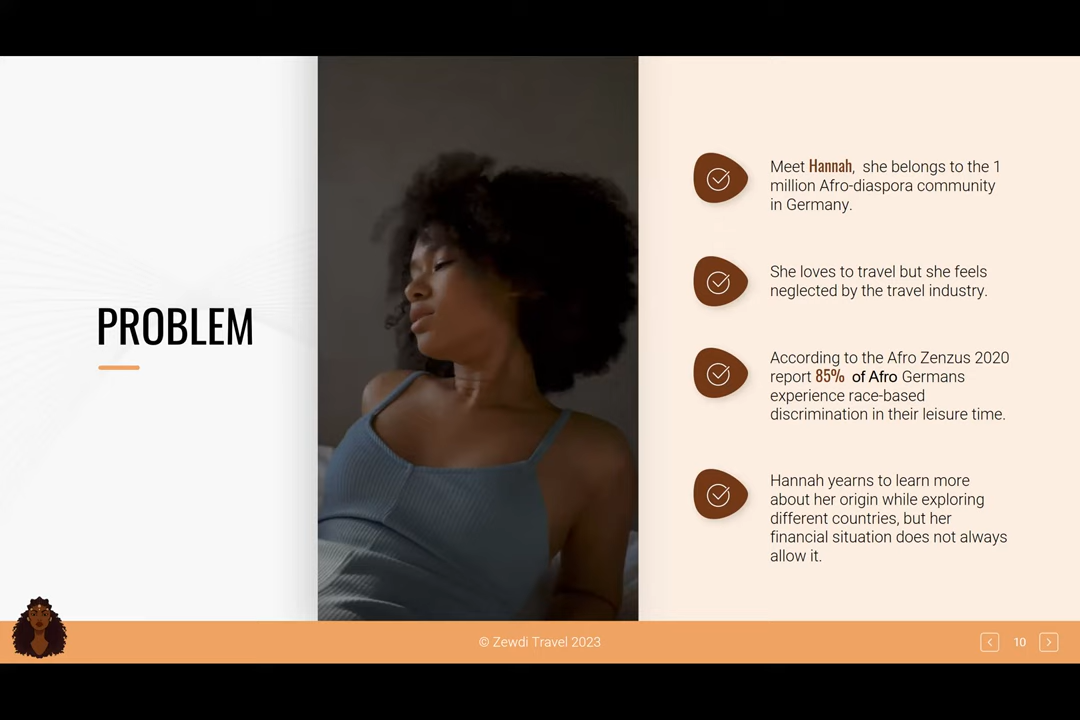 PROBLEM
Meet Hannah, she belongs to the 1
million Afro-diaspora community
in Germany.
She loves to travel but she feels
neglected by the travel industry.
According to the Afro Zenzus 2020
report 85% of Afro Germans
experience race-based
discrimination in their leisure time.
Hannah yearns to learn more
about her origin while exploring
different countries, but her
financial situation does not always
allow it.
© Zewdi Travel 2023
10